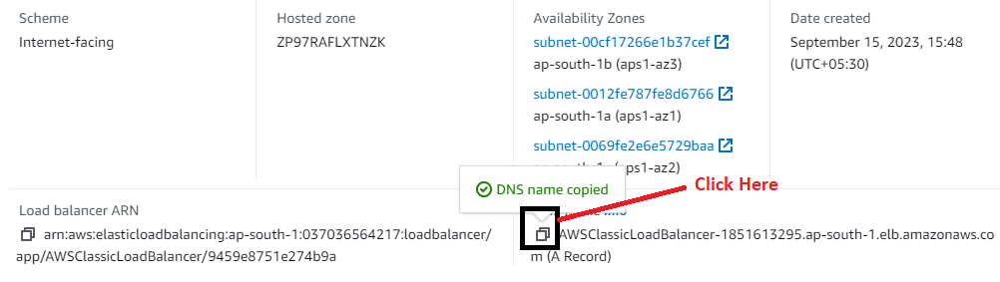 Scheme
Internet-facing
Hosted zone
ZP97RAFLXTNZK
Availability Zones
subnet-00cf17266e1b37cef
ap-south-1b (aps1-az3)
subnet-0012fe787fe8d6766
ap-south-1a (aps1-az1)
subnet-0069fe2e6e5729baa
(aps1-az2)
Date created
September 15, 2023, 15:48
(UTC+05:30)
DNS name copied
Click Here
Load balancer ARN
arn:aws:elasticloadbalancing:ap-south-1:037036564217:loadbalancer/
app/AWSClassicLoadBalancer/9459e8751e274b9a
AWSClassicLoadBalancer-1851613295.ap-south-1.elb.amazonaws.co
m (A Record)